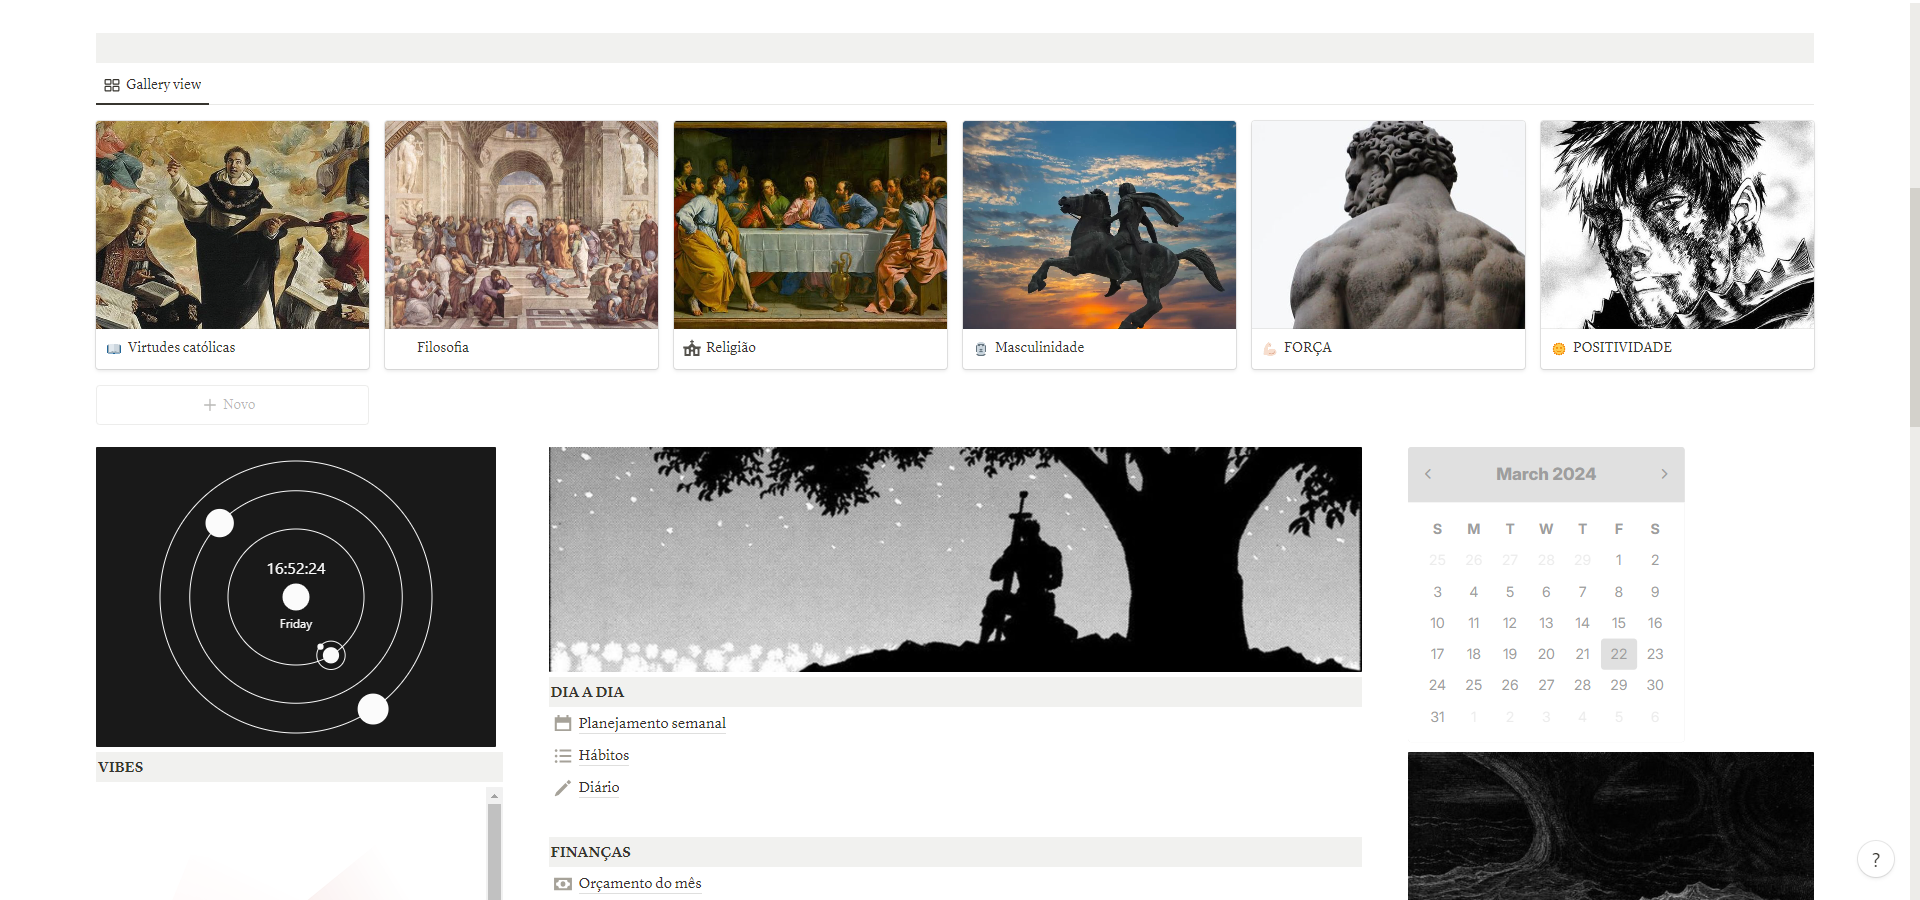 Gallery view
Virtudes católicas
Filosofia
Religião
Masculinidade
FORÇA
POSITIVIDADE
+ Novo
16:52:24
Friday
VIBES
DIA A DIA
Planejamento semanal
Hábitos
Diário
FINANÇAS
Orçamento do mês
March 2024
S M T W T F S
25 26 27 28 29 1 2
3 4 5 6 7 8 9
10 11 12 13 14 15 16
17 18 19 20 21 22 23
24 25 26 27 28 29 30
31 1 2 3 4 5 6
?